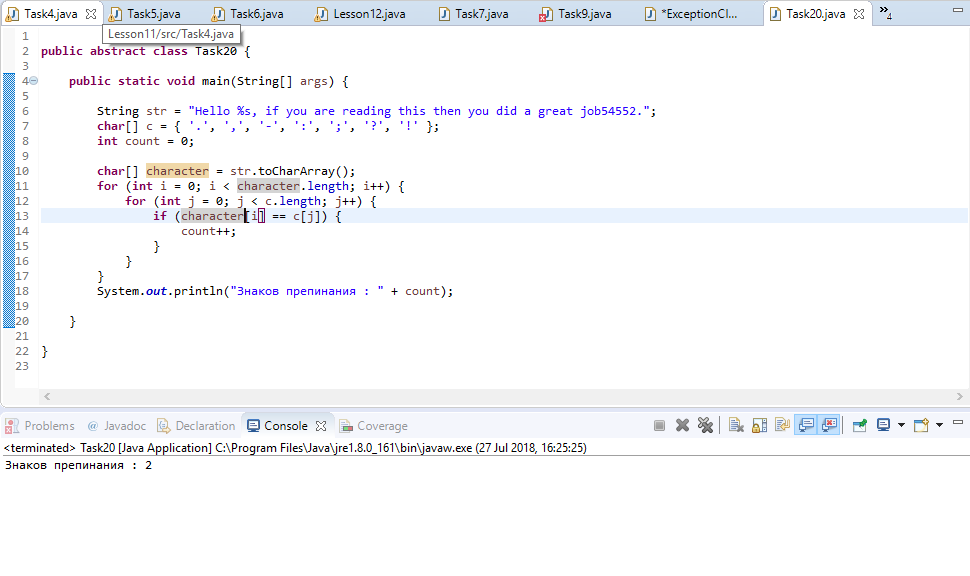 Task4.java Task5.java Task6.java Lesson12.java Task7.java Task9.java *ExceptionCl... Task20.java »4
Lesson11/src/Task4.java
1
2 public abstract class Task20 {
3
4 public static void main(String[] args) {
5
6 String str = "Hello %s, if you are reading this then you did a great job54552.";
7 char[] c = { '.', ',', '-', ':', ';', '?', '!' };
8 int count = 0;
9
10 char[] character = str.toCharArray();
11 for (int i = 0; i < character.length; i++) {
12 for (int j = 0; j < c.length; j++) {
13 if (character[i] == c[j]) {
14 count++;
15 }
16 }
17 }
18 System.out.println("Знаков препинания : " + count);
19
20 }
21
22 }
23
Problems @ Javadoc Declaration Console Coverage
<terminated> Task20 [Java Application] C:\Program Files\Java\jre1.8.0_161\bin\javaw.exe (27 Jul 2018, 16:25:25)
Знаков препинания : 2